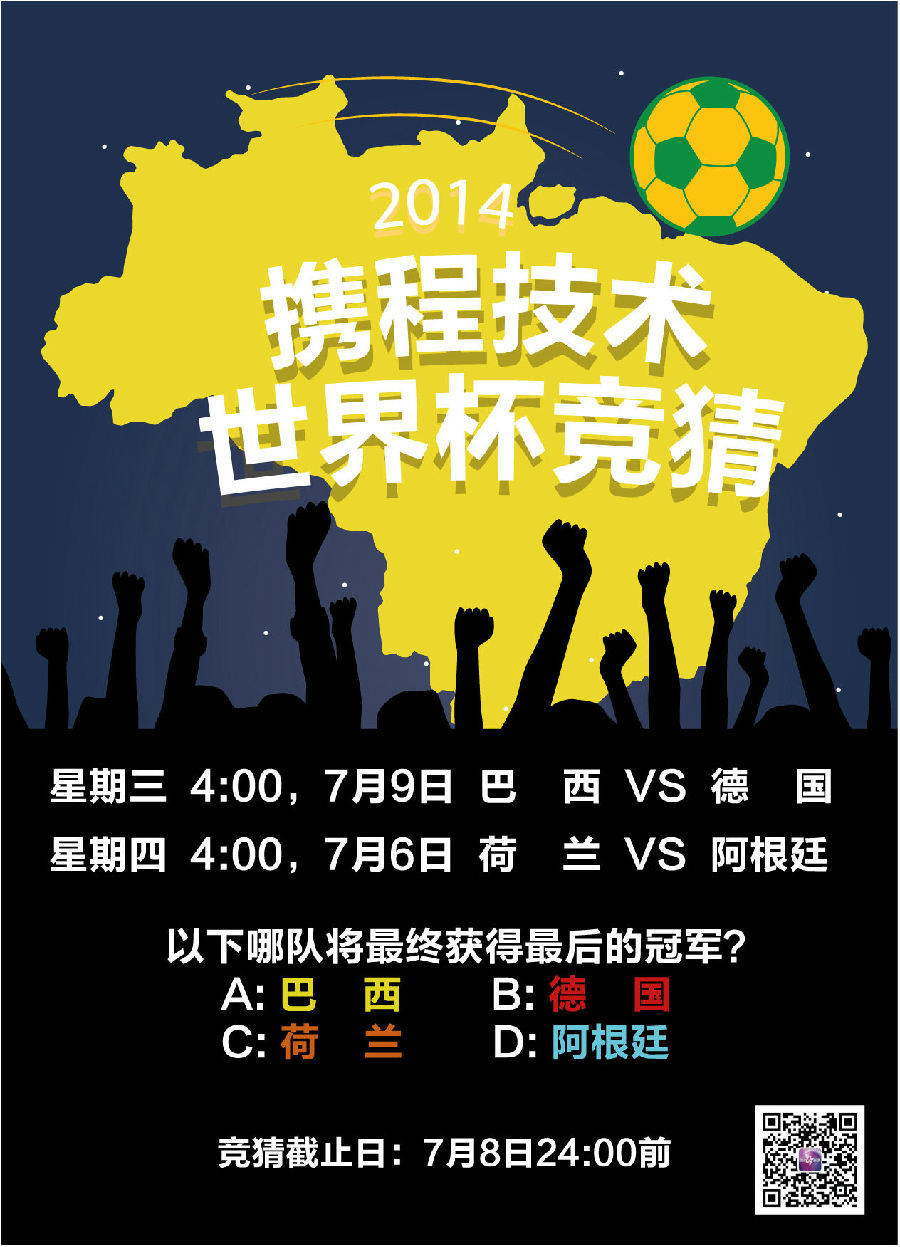 2014
携程技术
世界杯竞猜
星期三 4:00，7月9日 巴 西 VS 德 国
星期四 4:00，7月6日 荷 兰 VS 阿根廷
以下哪队将最终获得最后的冠军？
A: 巴 西 B: 德 国
C: 荷 兰 D: 阿根廷
竞猜截止日：7月8日24:00前